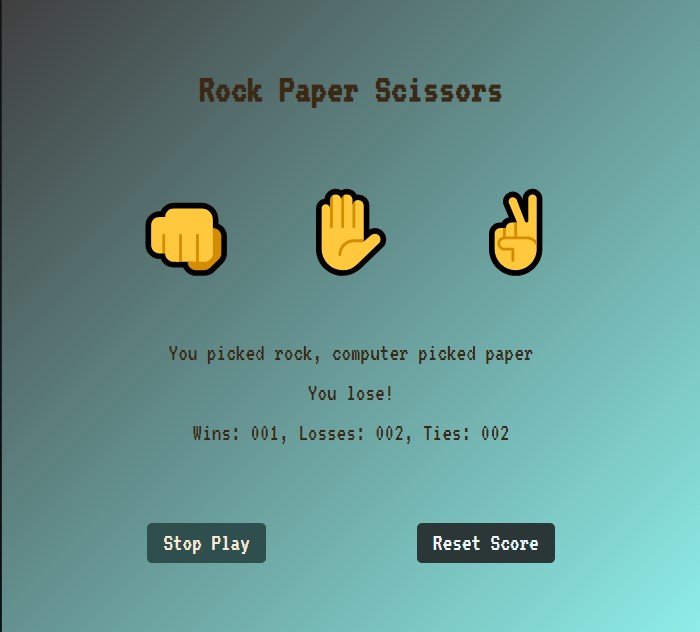 Rock Paper Scissors
You picked rock, computer picked paper
You lose!
Wins: 001, Losses: 002, Ties: 002
Stop Play
Reset Score